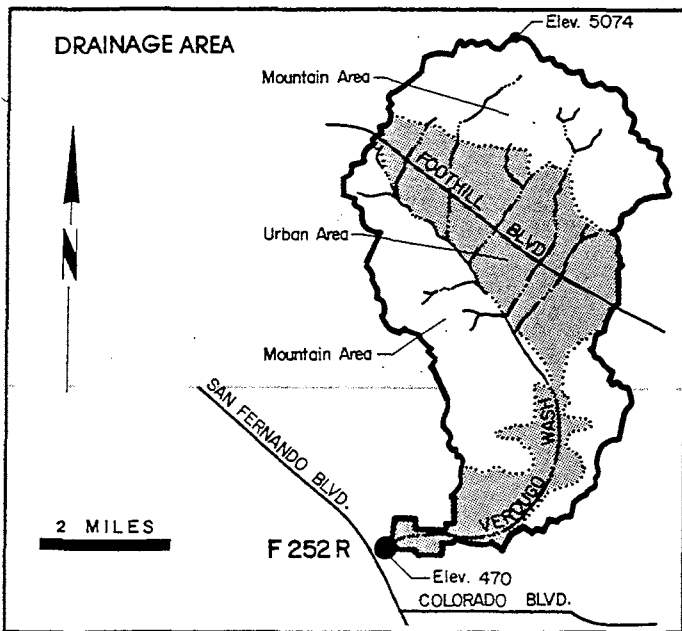 Elev. 5074
DRAINAGE AREA
Mountain Area
FOOTHILL BLVD.
N
Urban Area
Mountain Area
SAN FERNANDO BLVD.
VERDUGO WASH
2 MILES
F 252 R
Elev. 470
COLORADO BLVD.